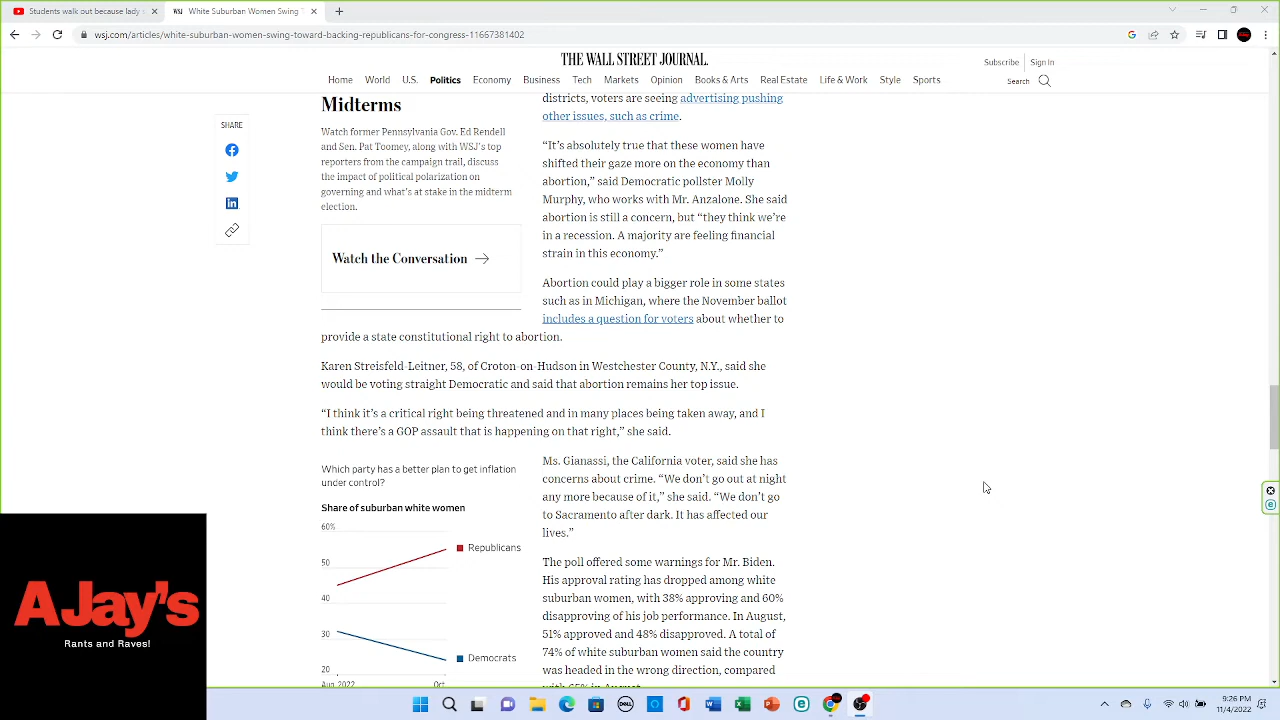 Students walk out because lady
WSJ White Suburban Women Swing T
wsj.com/articles/white-suburban-women-swing-toward-backing-republicans-for-congress-11667381402
THE WALL STREET JOURNAL.
Subscribe Sign In
Home World U.S. Politics Economy Business Tech Markets Opinion Books & Arts Real Estate Life & Work Style Sports
Search
SHARE
Midterms
Watch former Pennsylvania Gov. Ed Rendell
and Sen. Pat Toomey, along with WSJ's top
reporters from the campaign trail, discuss
the impact of political polarization on
governing and what's at stake in the midterm
election.
Watch the Conversation →
districts, voters are seeing advertising pushing
other issues, such as crime.
“It’s absolutely true that these women have
shifted their gaze more on the economy than
abortion,” said Democratic pollster Molly
Murphy, who works with Mr. Anzalone. She said
abortion is still a concern, but “they think we’re
in a recession. A majority are feeling financial
strain in this economy.”
Abortion could play a bigger role in some states
such as in Michigan, where the November ballot
includes a question for voters about whether to
provide a state constitutional right to abortion.
Karen Streisfeld-Leitner, 58, of Croton-on-Hudson in Westchester County, N.Y., said she
would be voting straight Democratic and said that abortion remains her top issue.
“I think it’s a critical right being threatened and in many places being taken away, and I
think there’s a GOP assault that is happening on that right,” she said.
Which party has a better plan to get inflation
under control?
Share of suburban white women
60%
50
40
30
20
Republicans
Democrats
Aug. 2022 Oct.
Ms. Gianassi, the California voter, said she has
concerns about crime. “We don’t go out at night
any more because of it,” she said. “We don’t go
to Sacramento after dark. It has affected our
lives.”
The poll offered some warnings for Mr. Biden.
His approval rating has dropped among white
suburban women, with 38% approving and 60%
disapproving of his job performance. In August,
51% approved and 48% disapproved. A total of
74% of white suburban women said the country
was headed in the wrong direction, compared
AJay's
Rants and Raves!
9:26 PM
11/4/2022